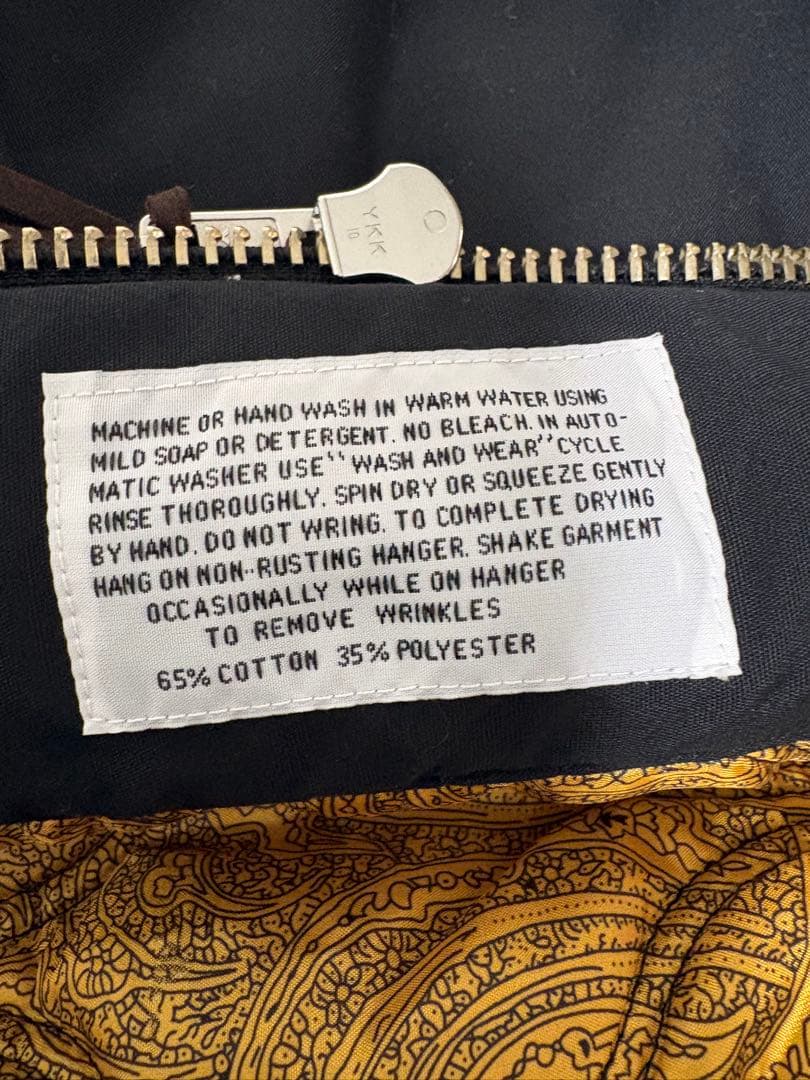 YKK
10
MACHINE OR HAND WASH IN WARM WATER USING
MILD SOAP OR DETERGENT. NO BLEACH. IN AUTO-
MATIC WASHER USE “WASH AND WEAR” CYCLE
RINSE THOROUGHLY. SPIN DRY OR SQUEEZE GENTLY
BY HAND. DO NOT WRING. TO COMPLETE DRYING
HANG ON NON-RUSTING HANGER. SHAKE GARMENT
OCCASIONALLY WHILE ON HANGER
TO REMOVE WRINKLES
65% COTTON 35% POLYESTER